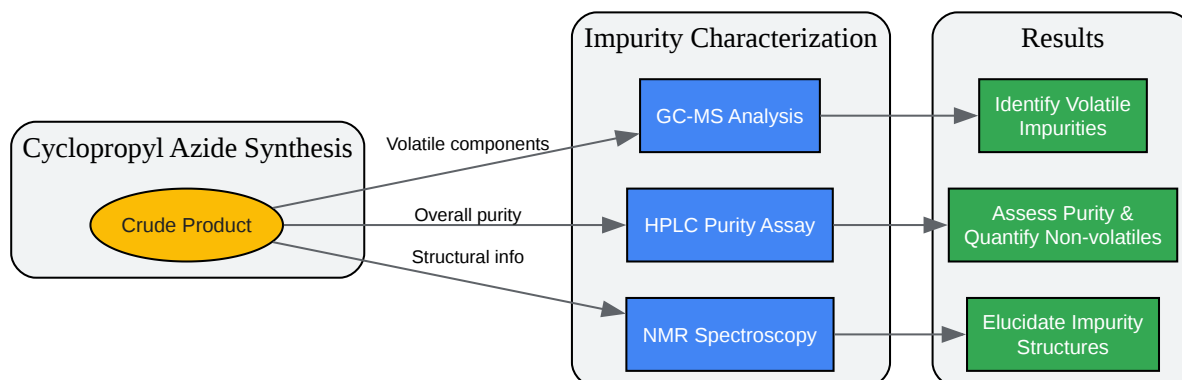 Cyclopropyl Azide Synthesis
Crude Product
Volatile components
Overall purity
Structural info
Impurity Characterization
GC-MS Analysis
HPLC Purity Assay
NMR Spectroscopy
Results
Identify Volatile
Impurities
Assess Purity &
Quantify Non-volatiles
Elucidate Impurity
Structures